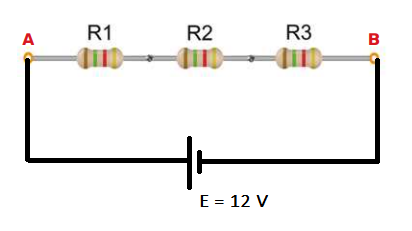 R1 R2 R3
A B
E = 12 V